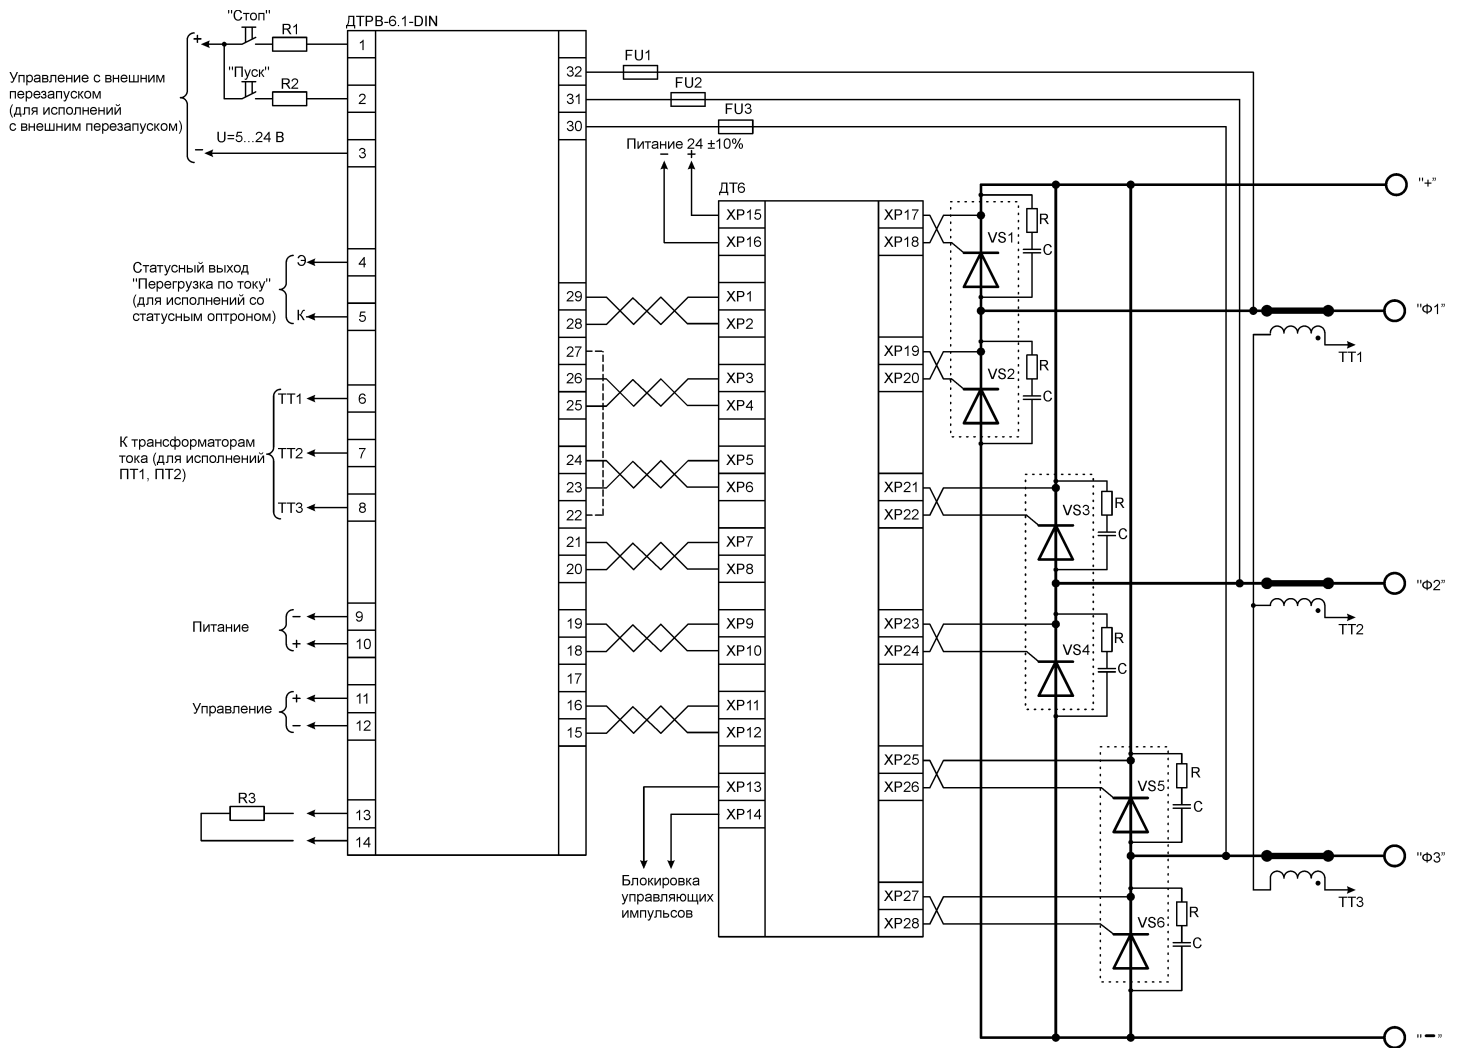 "Стоп"
R1
ДТРВ-6.1-DIN
+
1
"Пуск"
R2
2
Управление с внешним
перезапуском
(для исполнений
с внешним перезапуском)
U=5...24 В
−
3
32
FU1
31
FU2
30
FU3
Питание 24 ±10%
−
+
ДТ6
Статусный выход
"Перегрузка по току"
(для исполнений со
статусным оптроном)
Э
4
К
5
К трансформаторам
тока (для исполнений
ПТ1, ПТ2)
ТТ1
6
ТТ2
7
ТТ3
8
Питание
−
9
+
10
Управление
+
11
−
12
R3
13
14
29
28
27
26
25
24
23
22
21
20
19
18
17
16
15
XP15
XP16
XP1
XP2
XP3
XP4
XP5
XP6
XP7
XP8
XP9
XP10
XP11
XP12
XP13
XP14
Блокировка
управляющих
импульсов
XP17
XP18
XP19
XP20
XP21
XP22
XP23
XP24
XP25
XP26
XP27
XP28
VS1
R
C
VS2
R
C
VS3
R
C
VS4
R
C
VS5
R
C
VS6
R
C
"+"
"Ф1"
ТТ1
"Ф2"
ТТ2
"Ф3"
ТТ3
"−"